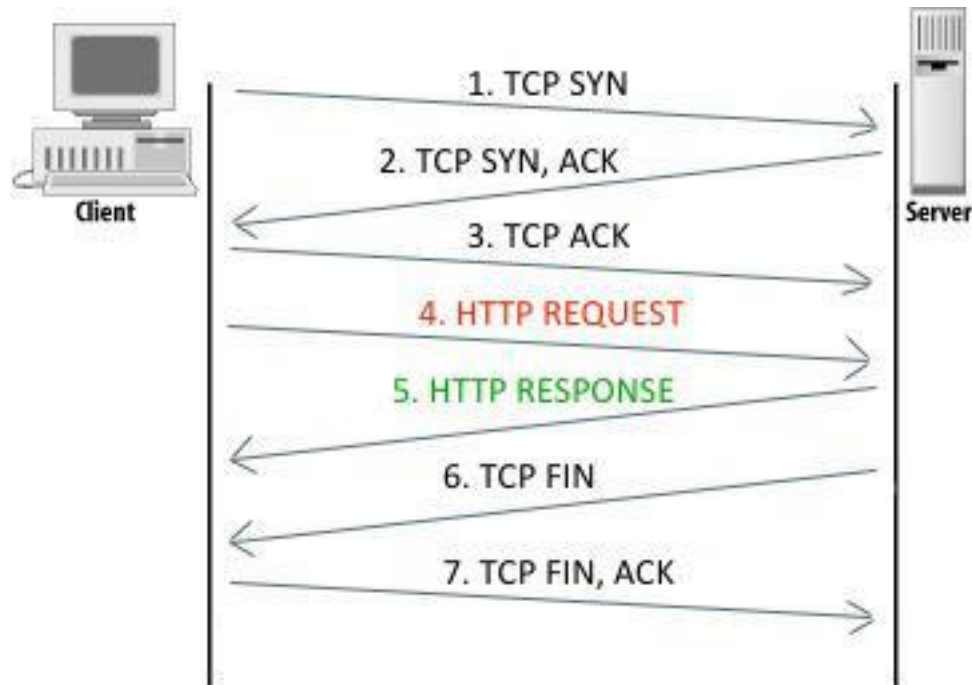 1. TCP SYN
2. TCP SYN, ACK
Client
Server
3. TCP ACK
4. HTTP REQUEST
5. HTTP RESPONSE
6. TCP FIN
7. TCP FIN, ACK